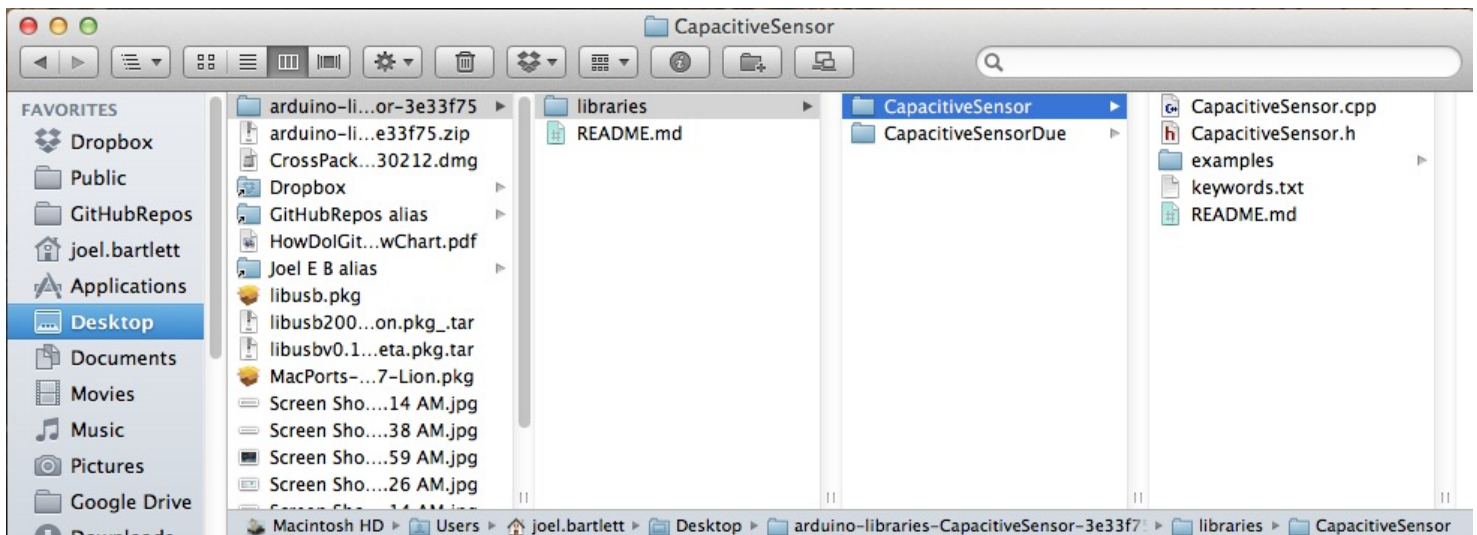 CapacitiveSensor
FAVORITES
Dropbox
Public
GitHubRepos
joel.bartlett
Applications
Desktop
Documents
Movies
Music
Pictures
Google Drive
arduino-li...or-3e33f75
arduino-li...e33f75.zip
CrossPack...30212.dmg
Dropbox
GitHubRepos alias
HowDoIGit...wChart.pdf
Joel E B alias
libusb.pkg
libusb200...on.pkg_.tar
libusbv0.1...eta.pkg.tar
MacPorts-...7-Lion.pkg
Screen Sho....14 AM.jpg
Screen Sho....38 AM.jpg
Screen Sho....59 AM.jpg
Screen Sho....26 AM.jpg
libraries
README.md
CapacitiveSensor
CapacitiveSensorDue
CapacitiveSensor.cpp
CapacitiveSensor.h
examples
keywords.txt
README.md
Macintosh HD ▸ Users ▸ joel.bartlett ▸ Desktop ▸ arduino-libraries-CapacitiveSensor-3e33f7 ▸ libraries ▸ CapacitiveSensor